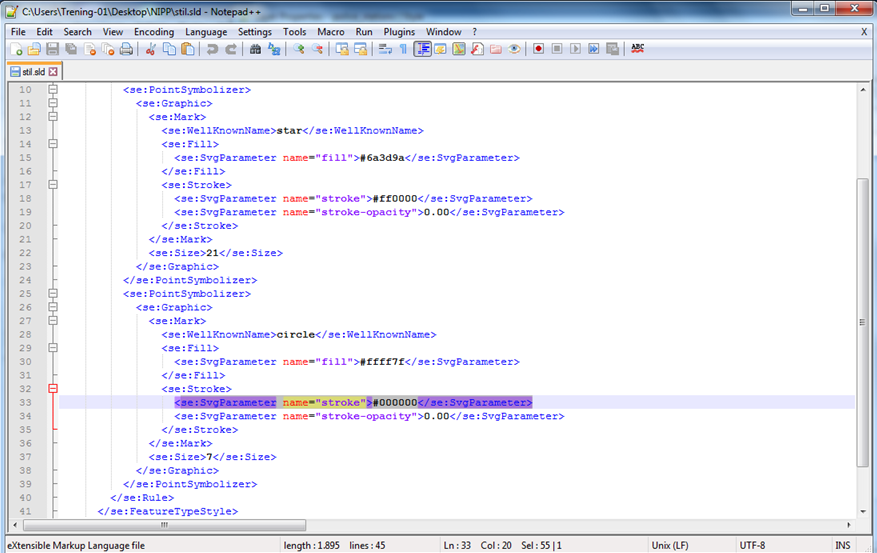 C:\Users\Trening-01\Desktop\NIPP\stil.sld - Notepad++
File Edit Search View Encoding Language Settings Tools Macro Run Plugins Window ? X
ABC
stil.sld
10 <se:PointSymbolizer>
11 <se:Graphic>
12 <se:Mark>
13 <se:WellKnownName>star</se:WellKnownName>
14 <se:Fill>
15 <se:SvgParameter name="fill">#6a3d9a</se:SvgParameter>
16 </se:Fill>
17 <se:Stroke>
18 <se:SvgParameter name="stroke">#ff0000</se:SvgParameter>
19 <se:SvgParameter name="stroke-opacity">0.00</se:SvgParameter>
20 </se:Stroke>
21 </se:Mark>
22 <se:Size>21</se:Size>
23 </se:Graphic>
24 </se:PointSymbolizer>
25 <se:PointSymbolizer>
26 <se:Graphic>
27 <se:Mark>
28 <se:WellKnownName>circle</se:WellKnownName>
29 <se:Fill>
30 <se:SvgParameter name="fill">#ffff7f</se:SvgParameter>
31 </se:Fill>
32 <se:Stroke>
33 <se:SvgParameter name="stroke">#000000</se:SvgParameter>
34 <se:SvgParameter name="stroke-opacity">0.00</se:SvgParameter>
35 </se:Stroke>
36 </se:Mark>
37 <se:Size>7</se:Size>
38 </se:Graphic>
39 </se:PointSymbolizer>
40 </se:Rule>
41 </se:FeatureTypeStyle>
eXtensible Markup Language file length : 1.895 lines : 45 Ln : 33 Col : 20 Sel : 55 | 1 Unix (LF) UTF-8 INS